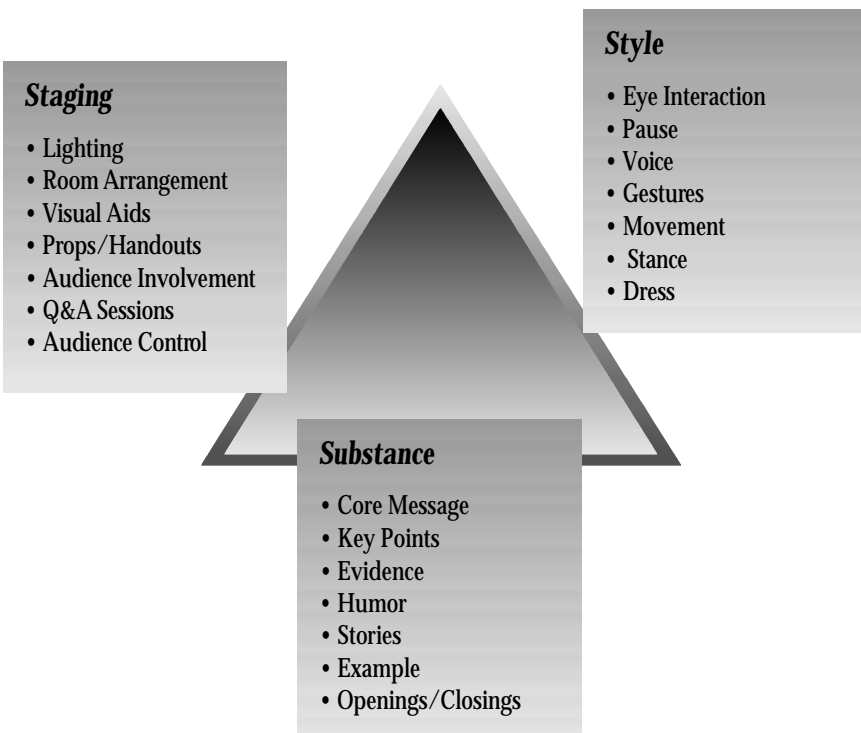 Staging
• Lighting
• Room Arrangement
• Visual Aids
• Props/Handouts
• Audience Involvement
• Q&A Sessions
• Audience Control
Style
• Eye Interaction
• Pause
• Voice
• Gestures
• Movement
• Stance
• Dress
Substance
• Core Message
• Key Points
• Evidence
• Humor
• Stories
• Example
• Openings/Closings